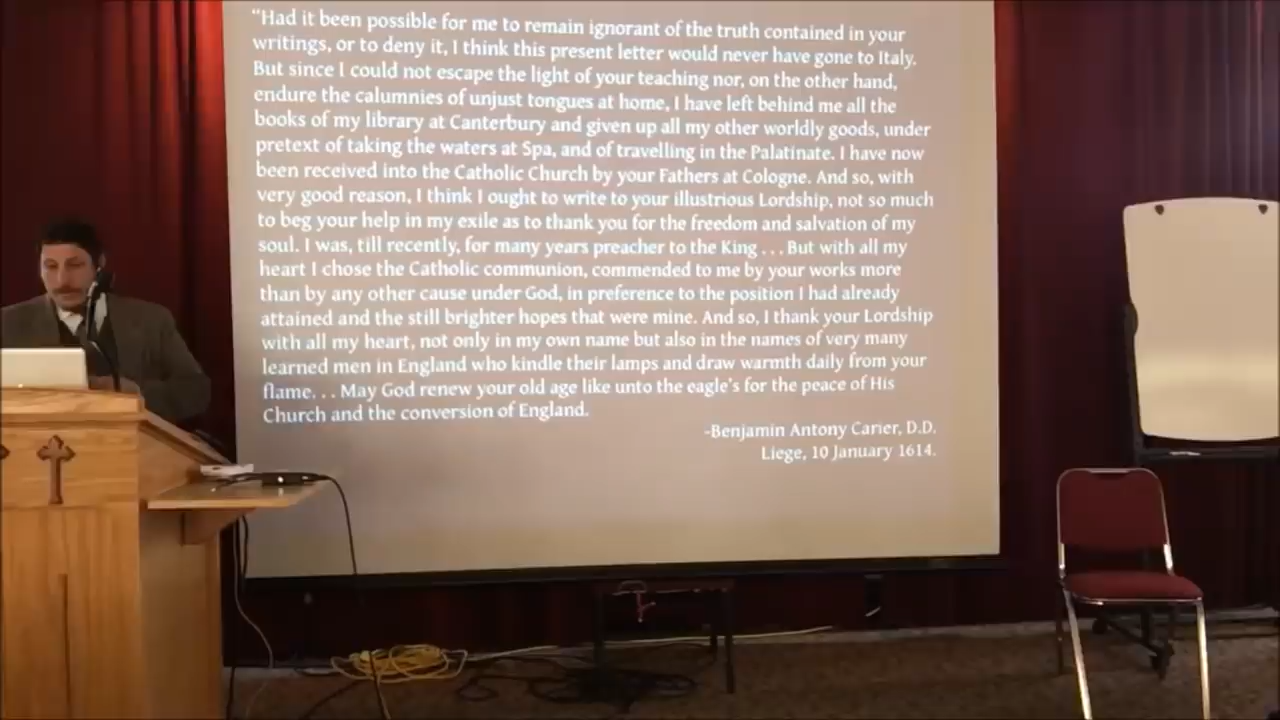 “Had it been possible for me to remain ignorant of the truth contained in your
writings, or to deny it, I think this present letter would never have gone to Italy.
But since I could not escape the light of your teaching nor, on the other hand,
endure the calumnies of unjust tongues at home, I have left behind me all the
books of my library at Canterbury and given up all my other worldly goods, under
pretext of taking the waters at Spa, and of travelling in the Palatinate. I have now
been received into the Catholic Church by your Fathers at Cologne. And so, with
very good reason, I think I ought to write to your illustrious Lordship, not so much
to beg your help in my exile as to thank you for the freedom and salvation of my
soul. I was, till recently, for many years preacher to the King . . . But with all my
heart I chose the Catholic communion, commended to me by your works more
than by any other cause under God, in preference to the position I had already
attained and the still brighter hopes that were mine. And so, I thank your Lordship
with all my heart, not only in my own name but also in the names of very many
learned men in England who kindle their lamps and draw warmth daily from your
flame. . . May God renew your old age like unto the eagle's for the peace of His
Church and the conversion of England.
-Benjamin Antony Carier, D.D.
Liege, 10 January 1614.